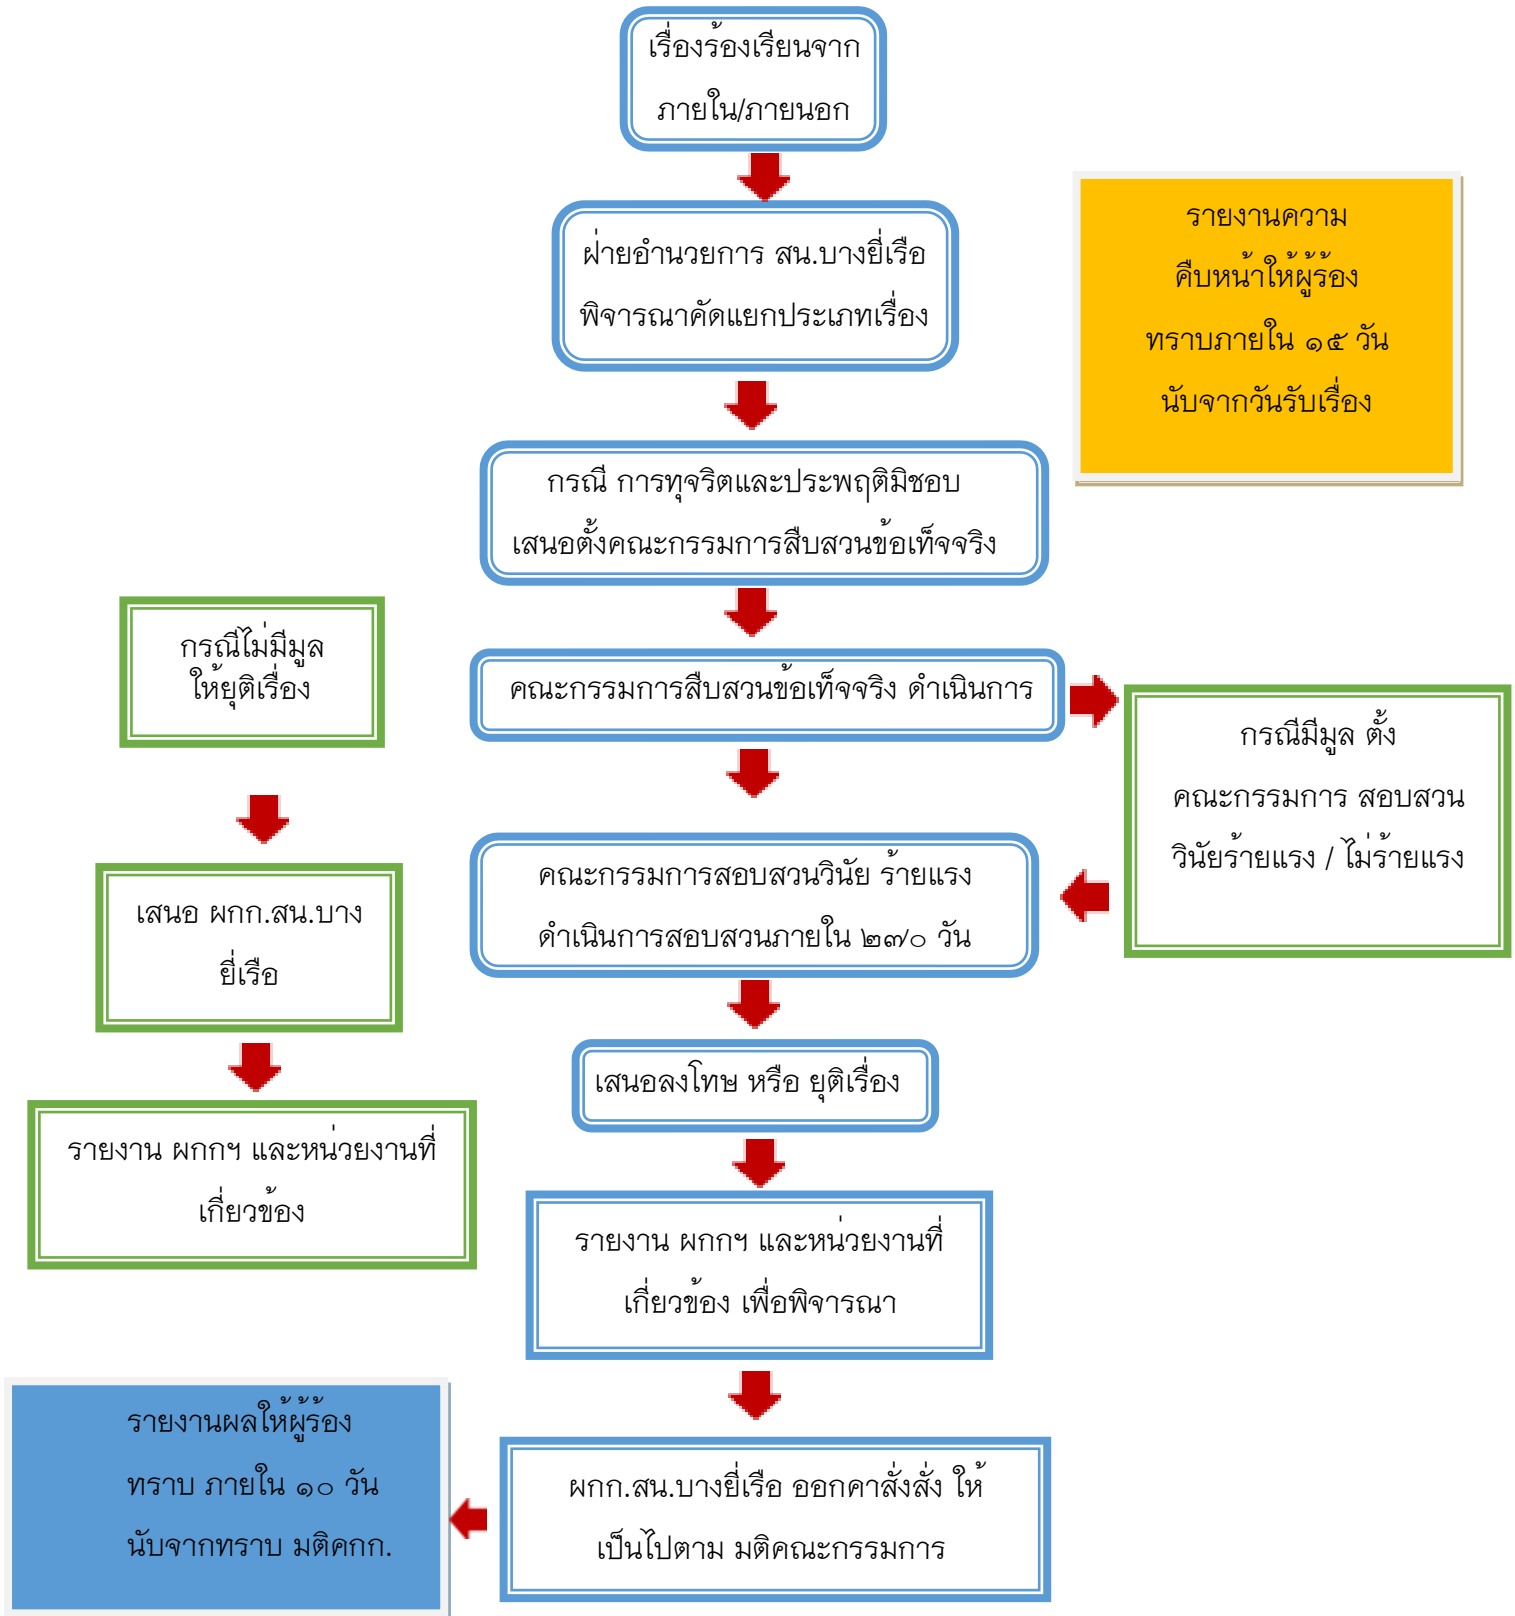 เรื่องร้องเรียนจาก
ภายใน/ภายนอก
ฝ่ายอำนวยการ สน.บางยี่เรือ
พิจารณาคัดแยกประเภทเรื่อง
รายงานความ
คืบหน้าให้ผู้ร้อง
ทราบภายใน ๑๕ วัน
นับจากวันรับเรื่อง
กรณี การทุจริตและประพฤติมิชอบ
เสนอตั้งคณะกรรมการสืบสวนข้อเท็จจริง
กรณีไม่มีมูล
ให้ยุติเรื่อง
คณะกรรมการสืบสวนข้อเท็จจริง ดำเนินการ
กรณีมีมูล ตั้ง
คณะกรรมการ สอบสวน
วินัยร้ายแรง / ไม่ร้ายแรง
คณะกรรมการสอบสวนวินัย ร้ายแรง
ดำเนินการสอบสวนภายใน ๒๗๐ วัน
เสนอ ผกก.สน.บาง
ยี่เรือ
เสนอลงโทษ หรือ ยุติเรื่อง
รายงาน ผกกฯ และหน่วยงานที่
เกี่ยวข้อง
รายงาน ผกกฯ และหน่วยงานที่
เกี่ยวข้อง เพื่อพิจารณา
รายงานผลให้ผู้ร้อง
ทราบ ภายใน ๑๐ วัน
นับจากทราบ มติคกก.
ผกก.สน.บางยี่เรือ ออกคาสั่งสั่ง ให้
เป็นไปตาม มติคณะกรรมการ